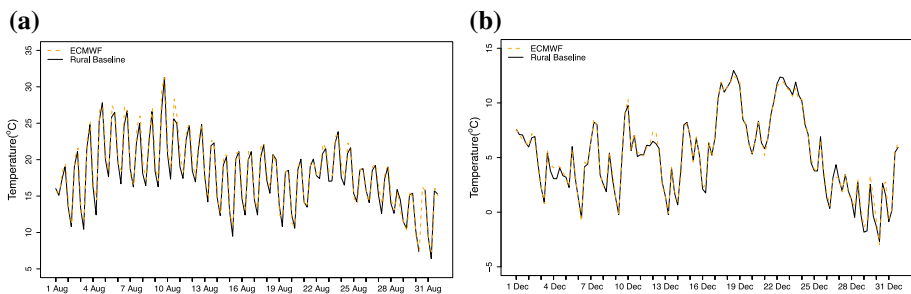 (a)
ECMWF
Rural Baseline
Temperature(°C)
35
30
25
20
15
10
5
1 Aug 4 Aug 7 Aug 10 Aug 13 Aug 16 Aug 19 Aug 22 Aug 25 Aug 28 Aug 31 Aug
(b)
ECMWF
Rural Baseline
Temperature(°C)
15
10
5
0
−5
1 Dec 4 Dec 7 Dec 10 Dec 13 Dec 16 Dec 19 Dec 22 Dec 25 Dec 28 Dec 31 Dec